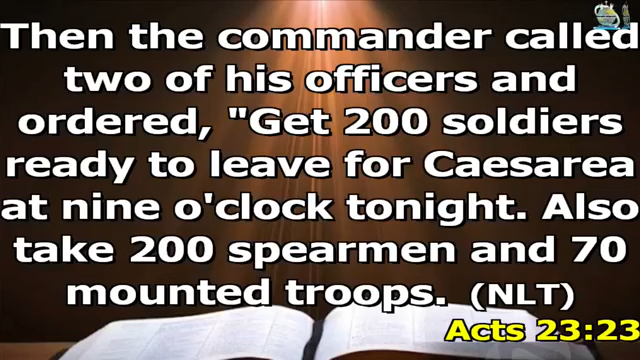 Then the commander called
two of his officers and
ordered, "Get 200 soldiers
ready to leave for Caesarea
at nine o'clock tonight. Also
take 200 spearmen and 70
mounted troops. (NLT)
Acts 23:23